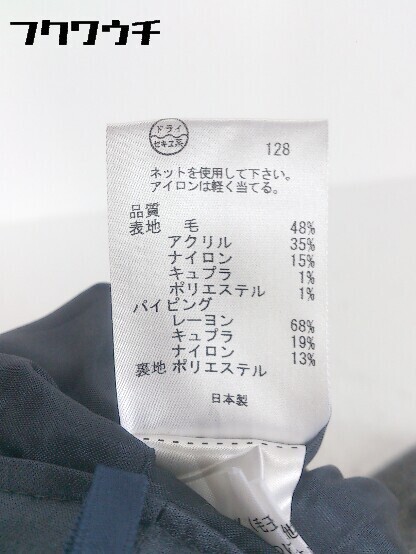 フクワウチ
ドライ
セキユ系
128
ネットを使用して下さい。
アイロンは軽く当てる。
品質
表地 毛 48%
アクリル 35%
ナイロン 15%
キュプラ 1%
ポリエステル 1%
パイピング
レーヨン 68%
キュプラ 19%
ナイロン 13%
裏地 ポリエステル
日本製